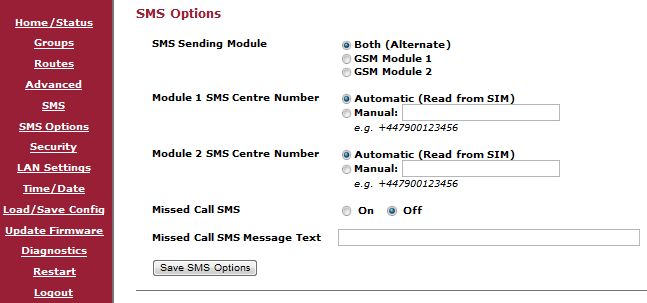 Home/Status
Groups
Routes
Advanced
SMS
SMS Options
Security
LAN Settings
Time/Date
Load/Save Config
Update Firmware
Diagnostics
Restart
Logout
SMS Options
SMS Sending Module
Both (Alternate)
GSM Module 1
GSM Module 2
Module 1 SMS Centre Number
Automatic (Read from SIM)
Manual:
e.g. +447900123456
Module 2 SMS Centre Number
Automatic (Read from SIM)
Manual:
e.g. +447900123456
Missed Call SMS
On Off
Missed Call SMS Message Text
Save SMS Options